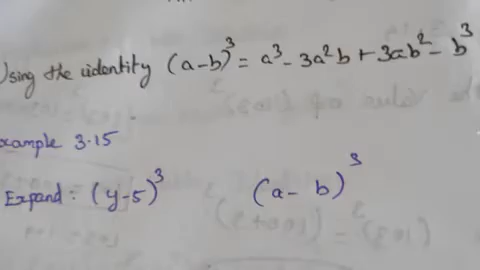 Using the identity (a-b)³ = a³ - 3a²b + 3ab² - b³
Example 3.15
Expand : (y-5)³ (a - b)³